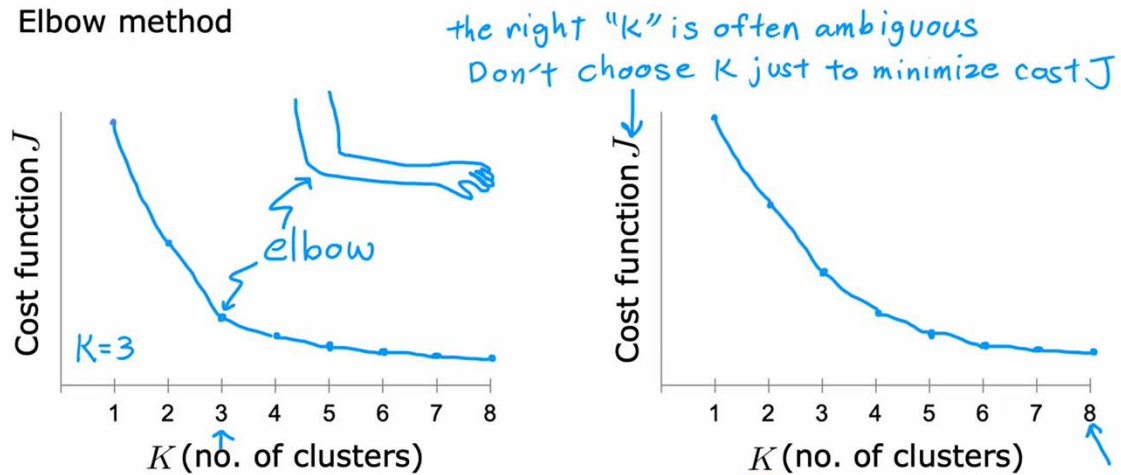 Elbow method
the right "K" is often ambiguous
Don't choose K just to minimize cost J
Cost function J
elbow
K=3
1 2 3 4 5 6 7 8
K (no. of clusters)
Cost function J
1 2 3 4 5 6 7 8
K (no. of clusters)